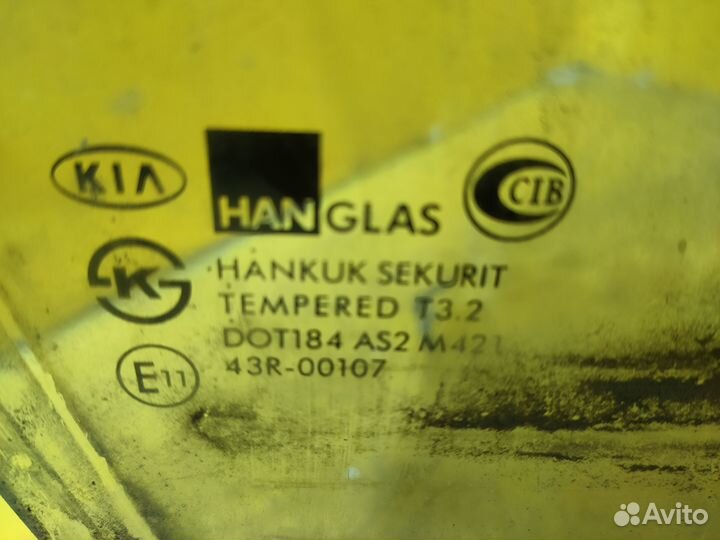 KIA
HANGLAS
CIB
K
HANKUK SEKURIT
TEMPERED T3.2
DOT184 AS2 M421
E11
43R-00107
Avito